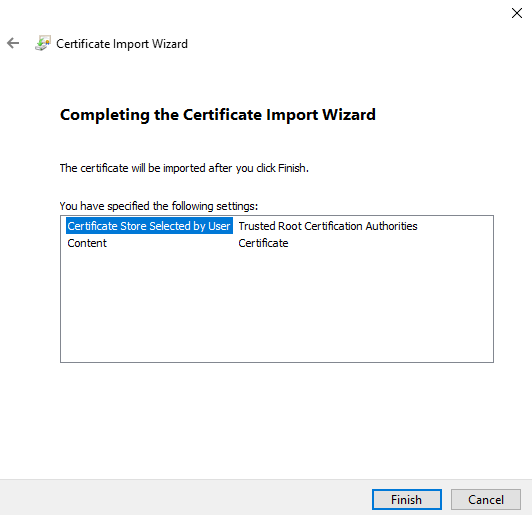 Certificate Import Wizard
Completing the Certificate Import Wizard
The certificate will be imported after you click Finish.
You have specified the following settings:
Certificate Store Selected by User Trusted Root Certification Authorities
Content Certificate
Finish Cancel